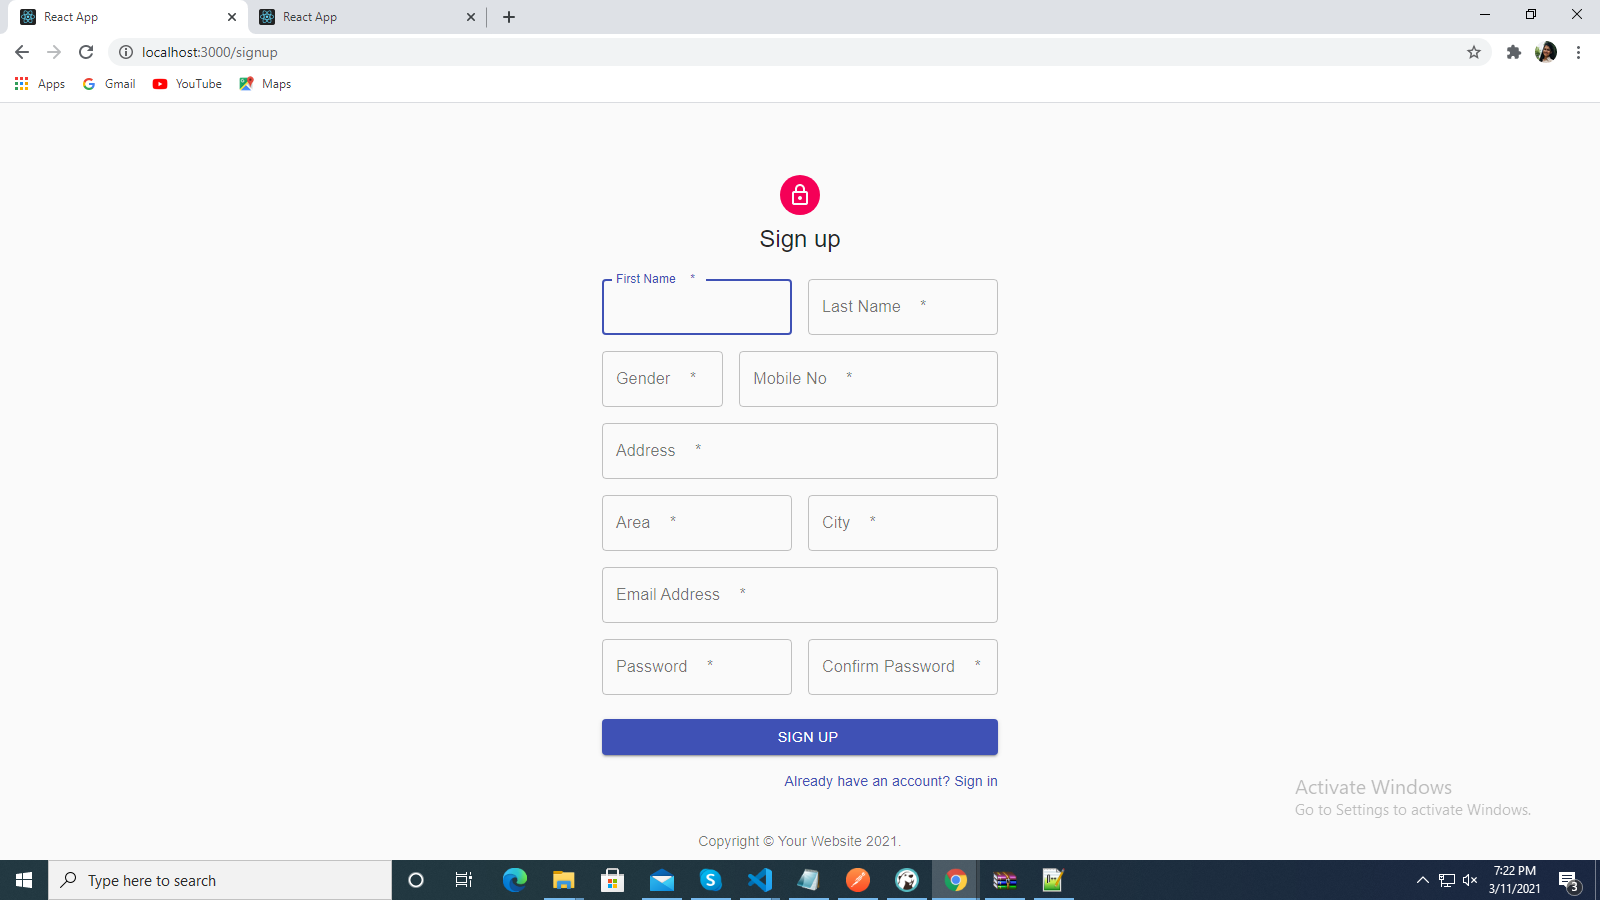 React App
React App
localhost:3000/signup
Apps
Gmail
YouTube
Maps
Sign up
First Name *
Last Name *
Gender *
Mobile No *
Address *
Area *
City *
Email Address *
Password *
Confirm Password *
SIGN UP
Already have an account? Sign in
Activate Windows
Go to Settings to activate Windows.
Copyright © Your Website 2021.
Type here to search
7:22 PM
3/11/2021
3